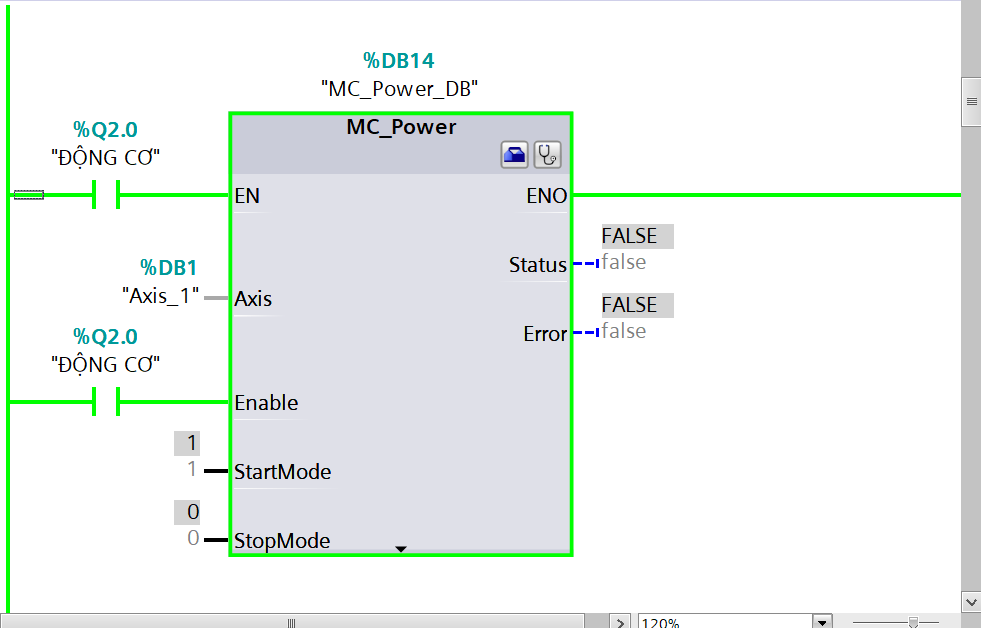 %DB14
"MC_Power_DB"
MC_Power
%Q2.0
"ĐỘNG CƠ"
EN
ENO
FALSE
Status
false
%DB1
"Axis_1"
Axis
FALSE
Error
false
%Q2.0
"ĐỘNG CƠ"
Enable
1
1
StartMode
0
0
StopMode
120%